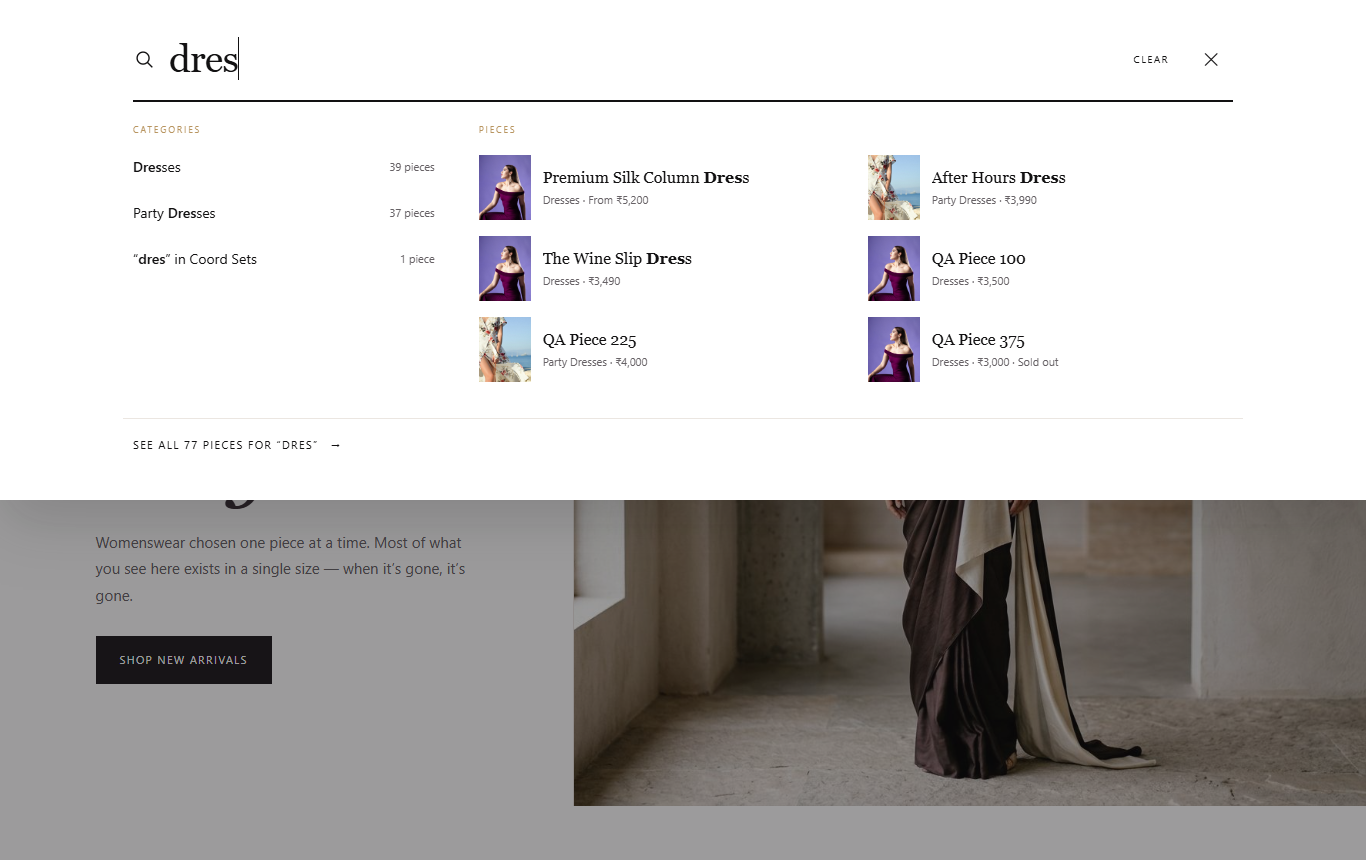 dres
CLEAR
CATEGORIES
Dresses 39 pieces
Party Dresses 37 pieces
“dres” in Coord Sets 1 piece
PIECES
Premium Silk Column Dress
Dresses · From ₹5,200
After Hours Dress
Party Dresses · ₹3,990
The Wine Slip Dress
Dresses · ₹3,490
QA Piece 100
Dresses · ₹3,500
QA Piece 225
Party Dresses · ₹4,000
QA Piece 375
Dresses · ₹3,000 · Sold out
SEE ALL 77 PIECES FOR “DRES” →
Womenswear chosen one piece at a time. Most of what
you see here exists in a single size — when it’s gone, it’s
gone.
SHOP NEW ARRIVALS